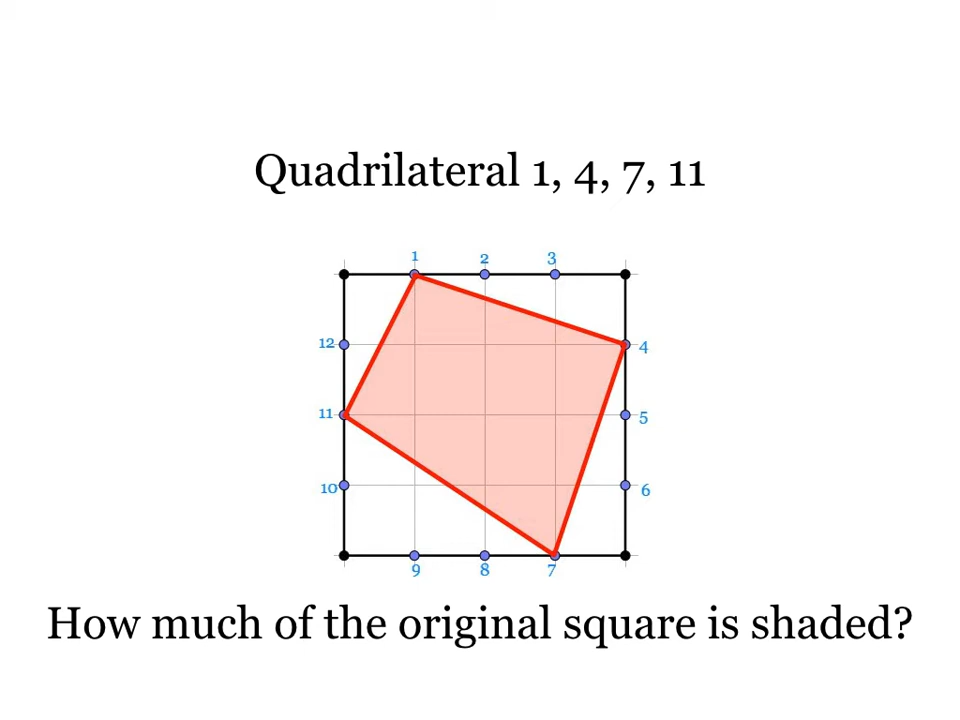 Quadrilateral 1, 4, 7, 11
1 2 3
12 4
11 5
10 6
9 8 7
How much of the original square is shaded?